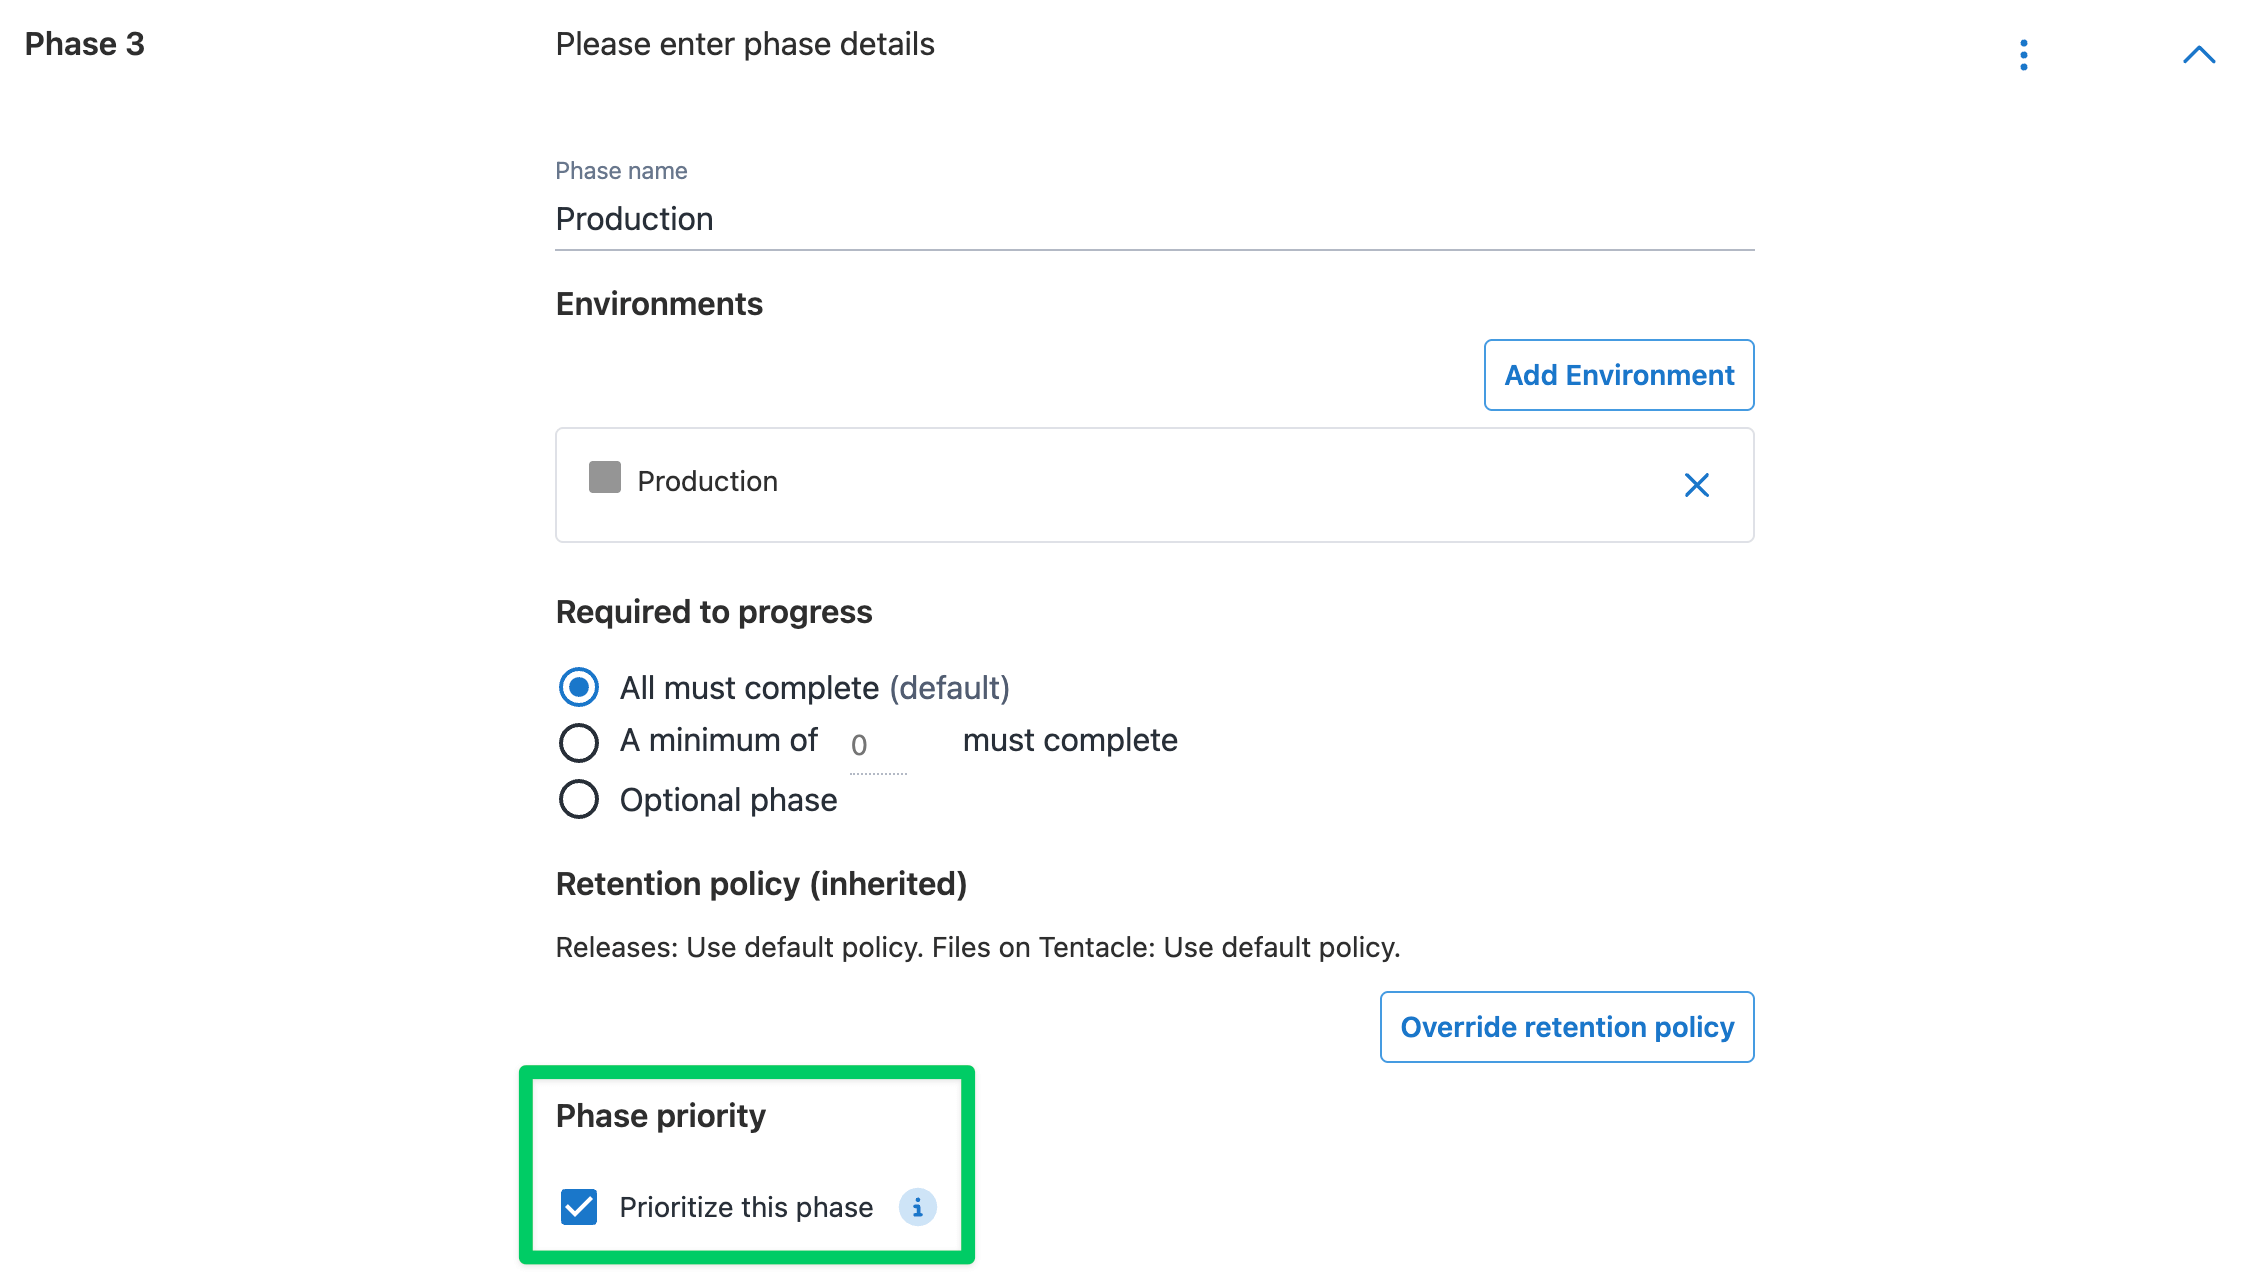 Phase 3
Please enter phase details
Phase name
Production
Environments
Add Environment
Production
Required to progress
All must complete (default)
A minimum of 0 must complete
Optional phase
Retention policy (inherited)
Releases: Use default policy. Files on Tentacle: Use default policy.
Override retention policy
Phase priority
Prioritize this phase